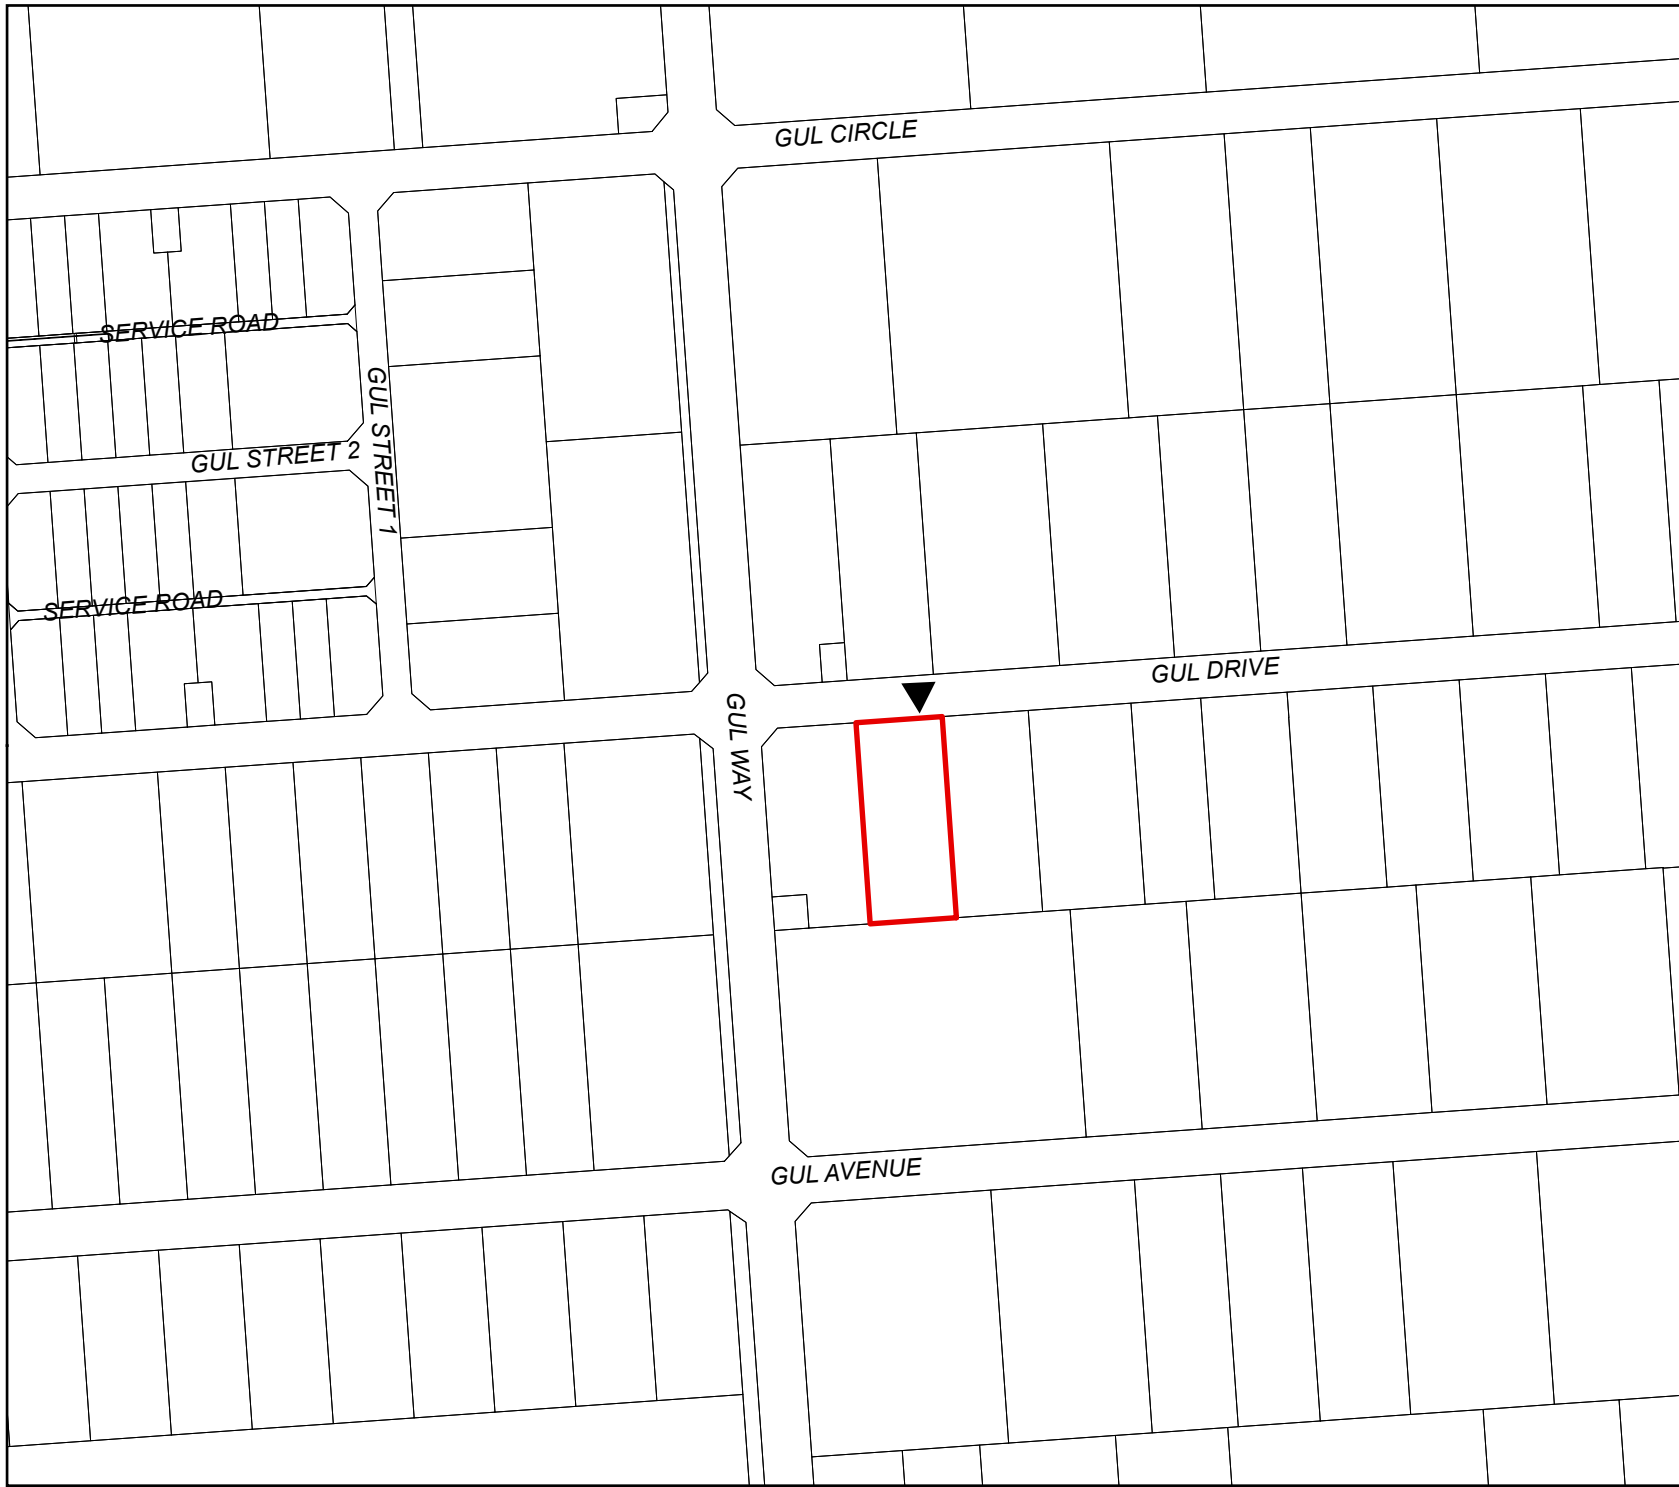 GUL CIRCLE
SERVICE ROAD
GUL STREET 1
GUL STREET 2
SERVICE ROAD
GUL DRIVE
GUL WAY
GUL AVENUE